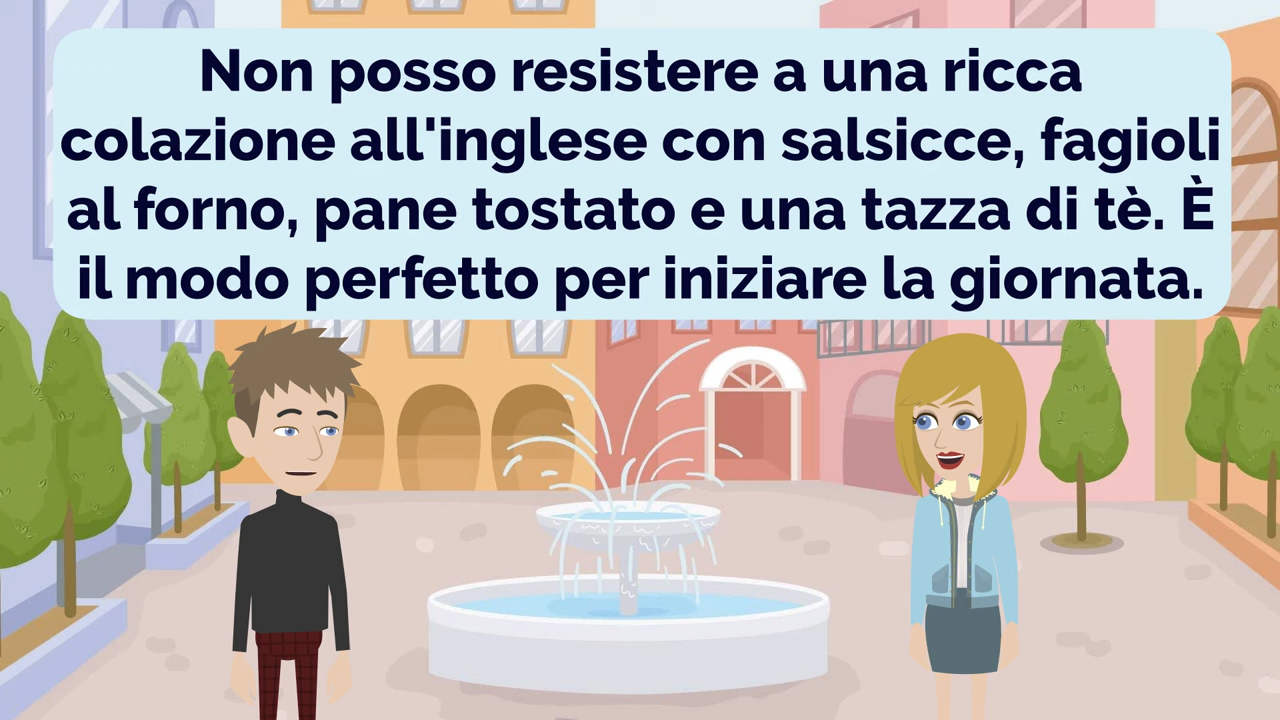 Non posso resistere a una ricca
colazione all'inglese con salsicce, fagioli
al forno, pane tostato e una tazza di tè. È
il modo perfetto per iniziare la giornata.